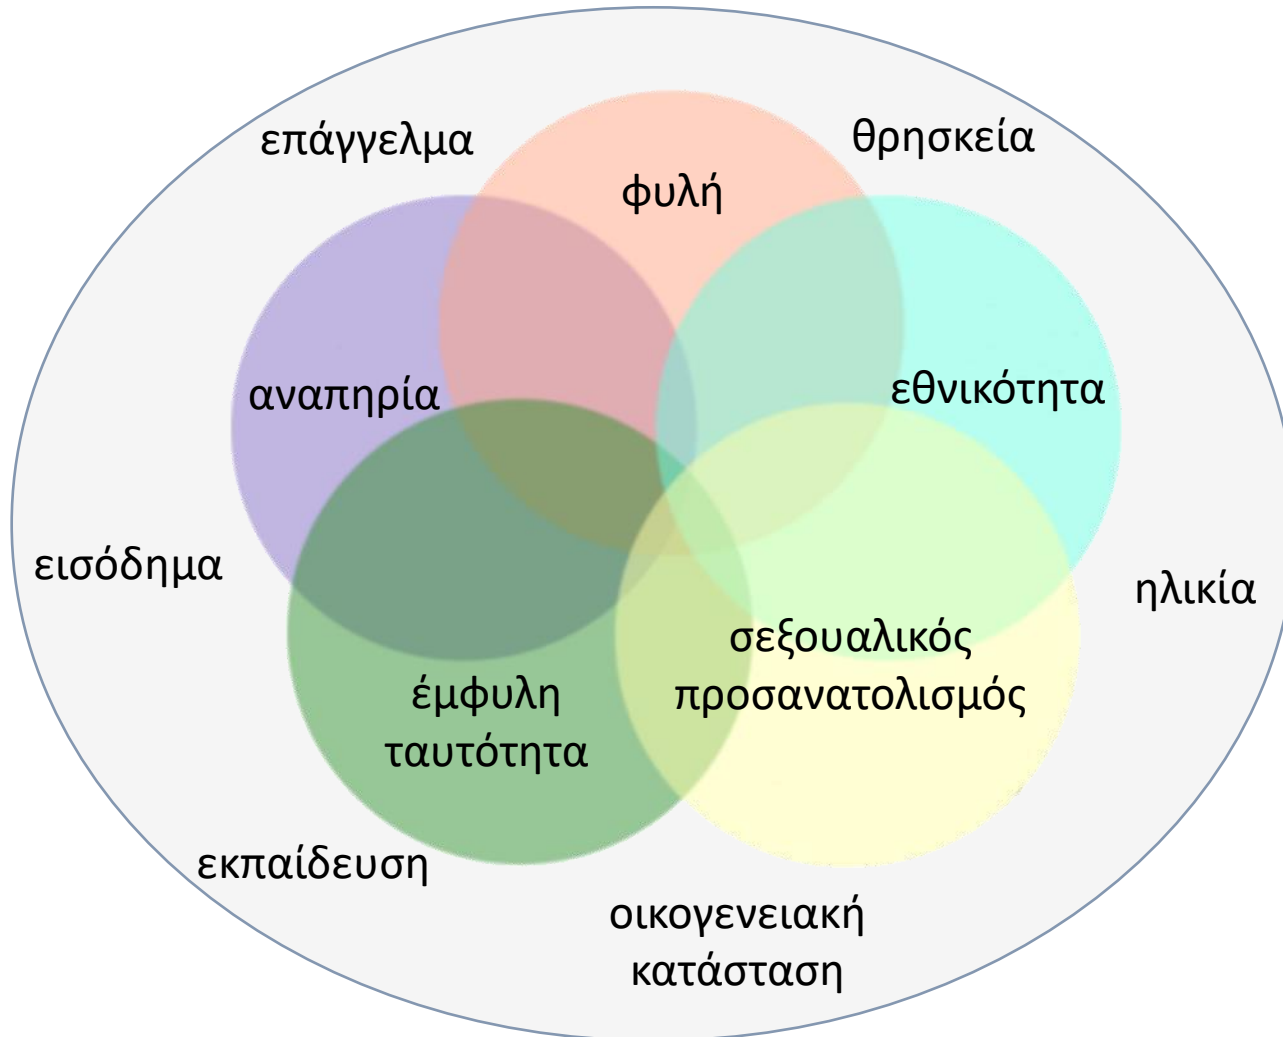 επάγγελμα
θρησκεία
φυλή
αναπηρία
εθνικότητα
εισόδημα
ηλικία
σεξουαλικός
προσανατολισμός
έμφυλη
ταυτότητα
εκπαίδευση
οικογενειακή
κατάσταση